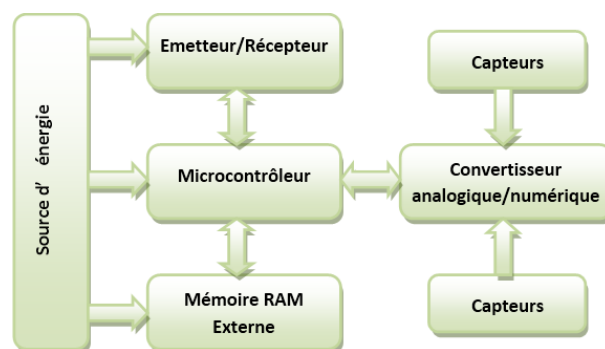 Source d' énergie
Emetteur/Récepteur
Capteurs
Microcontrôleur
Convertisseur
analogique/numérique
Mémoire RAM
Externe
Capteurs